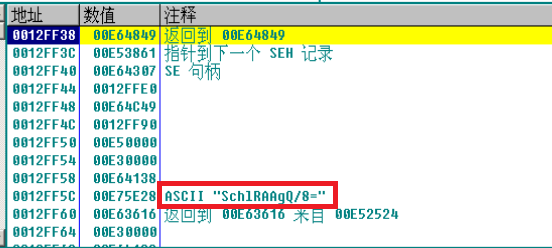 地址 数值 注释
0012FF38 00E64849 返回到 00E64849
0012FF3C 00E53861 指针到下一个 SEH 记录
0012FF40 00E64307 SE 句柄
0012FF44 0012FFE0
0012FF48 00E64C49
0012FF4C 0012FF90
0012FF50 00E50000
0012FF54 00E30000
0012FF58 00E64138
0012FF5C 00E75E28 ASCII "SchlRAAgQ/8="
0012FF60 00E63616 返回到 00E63616 来自 00E52524
0012FF64 00E30000